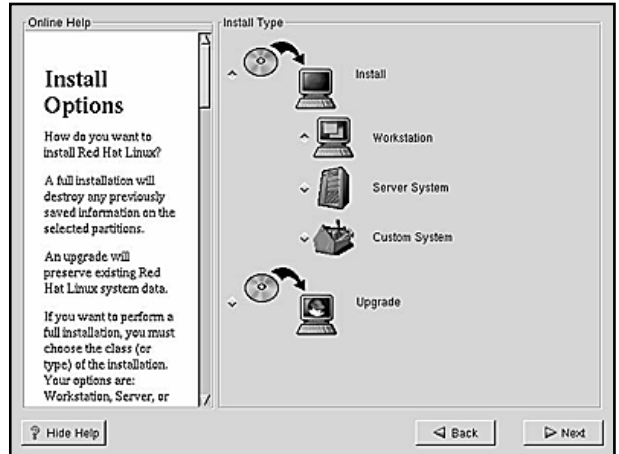 Online Help
Install
Options
How do you want to
install Red Hat Linux?
A full installation will
destroy any previously
saved information on the
selected partitions.
An upgrade will
preserve existing Red
Hat Linux system data.
If you want to perform a
full installation, you must
choose the class (or
type) of the installation.
Your options are:
Workstation, Server, or
Install Type
Install
Workstation
Server System
Custom System
Upgrade
? Hide Help
Back
Next